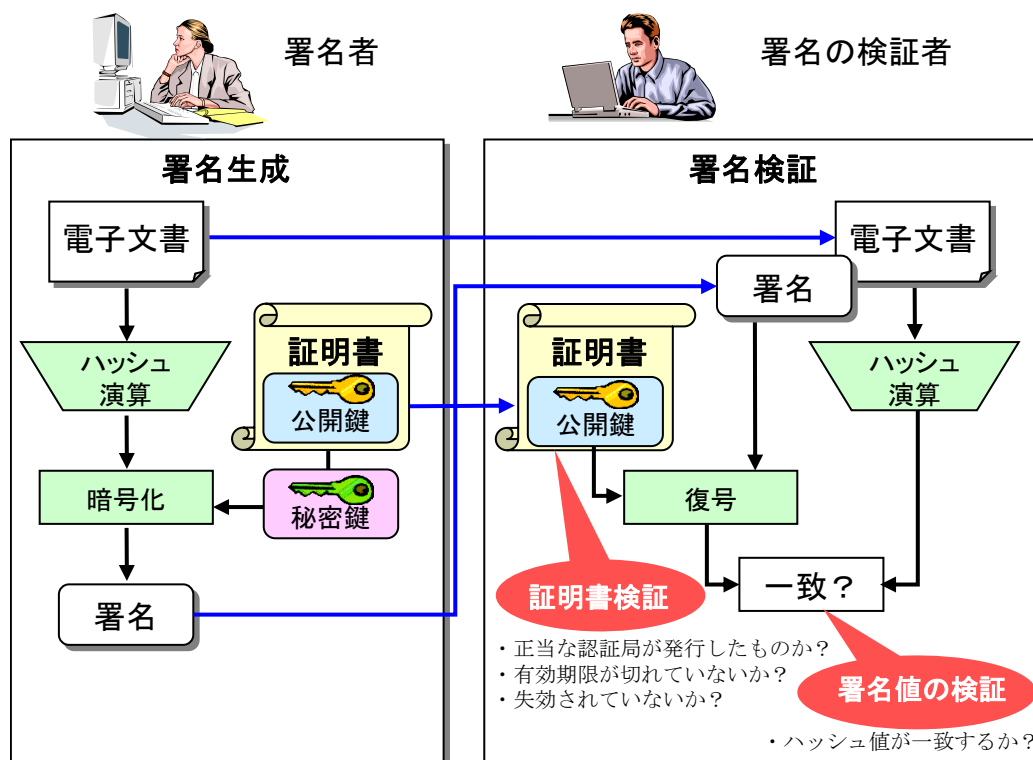 署名者
署名の検証者
署名生成
電子文書
ハッシュ
演算
証明書
公開鍵
暗号化
秘密鍵
署名
署名検証
電子文書
署名
証明書
公開鍵
ハッシュ
演算
復号
一致？
証明書検証
・正当な認証局が発行したものか？
・有効期限が切れていないか？
・失効されていないか？
署名値の検証
・ハッシュ値が一致するか？